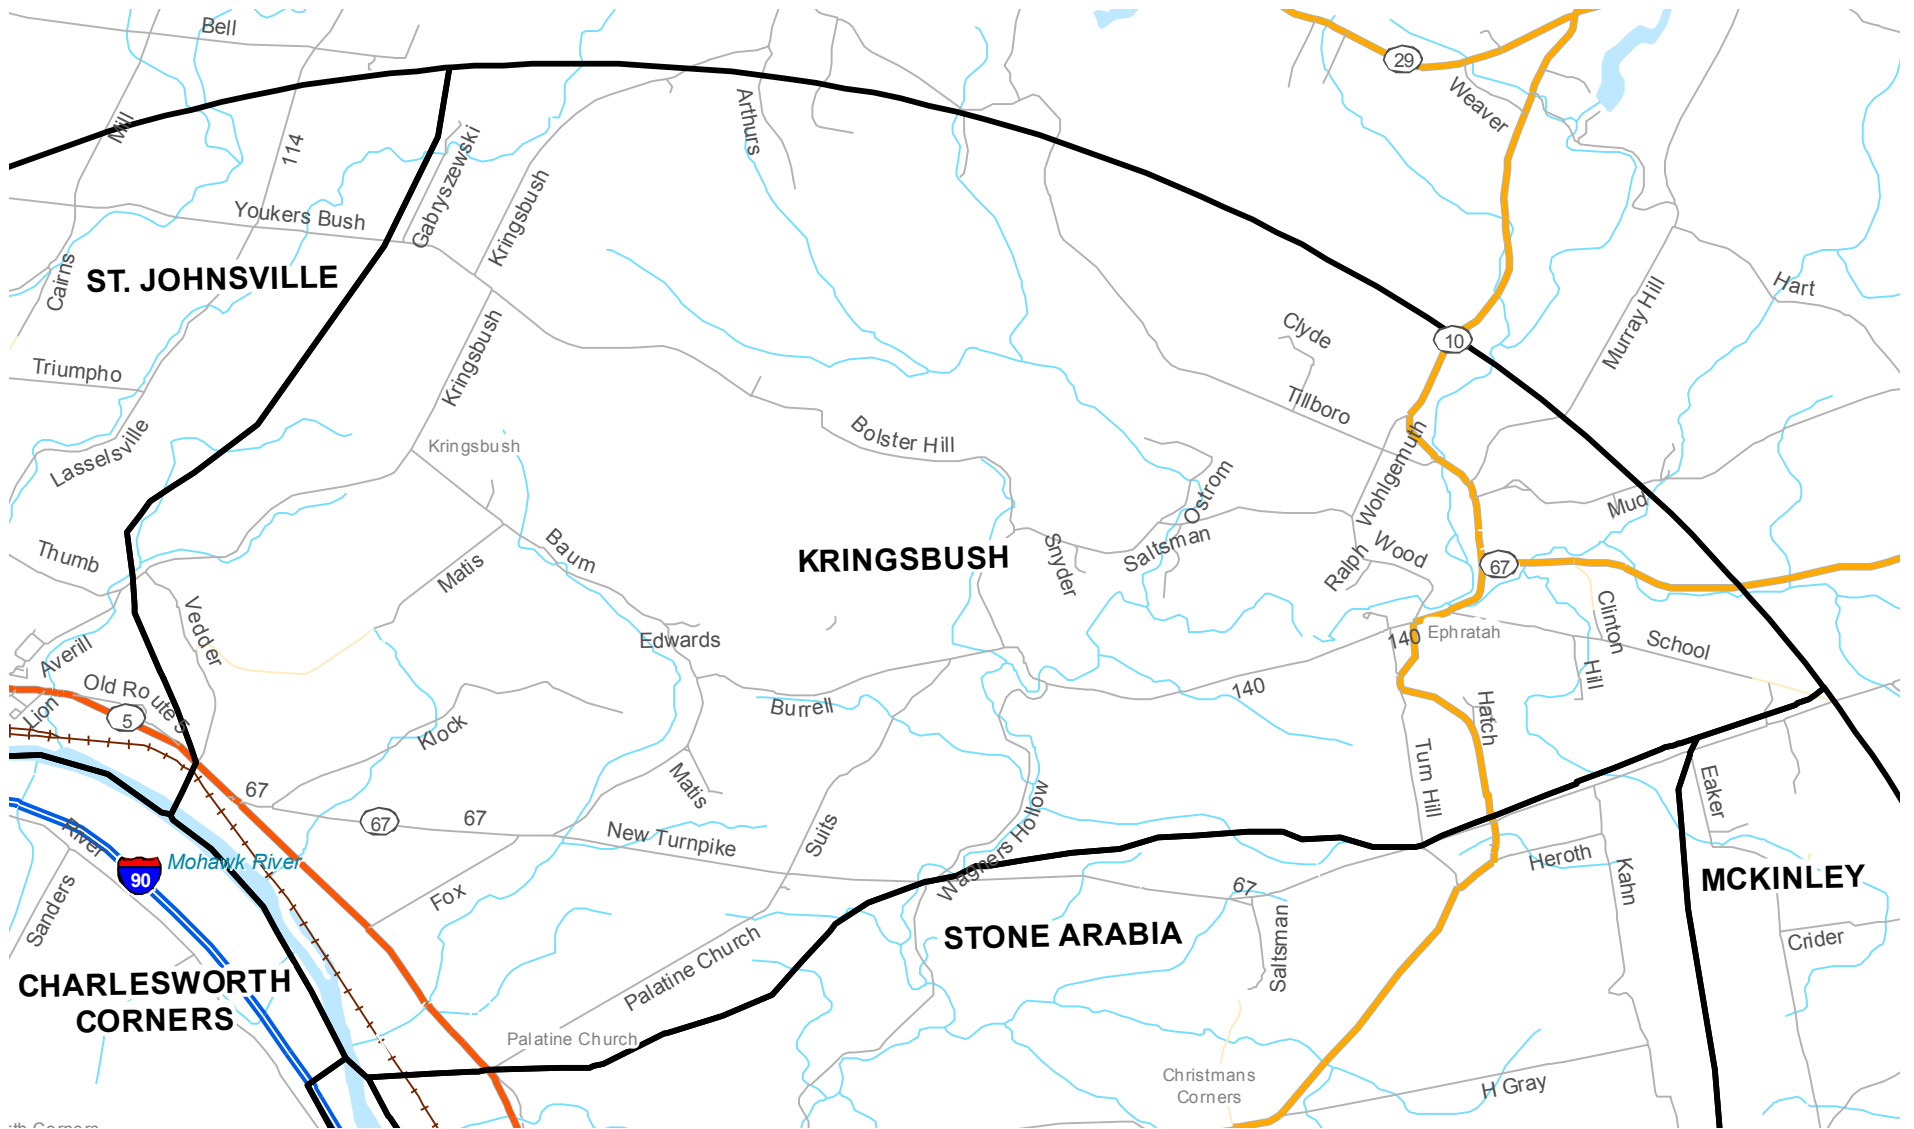 Bell
29
Weaver
Mill
114
Arthurs
Gabryszewski
Kringsbush
Youkers Bush
ST. JOHNSVILLE
Cairns
Hart
Murray Hill
Clyde
10
Kringsbush
Triumpho
Tillboro
Lasselsville
Kringsbush
Bolster Hill
Wohlgemuth
Ostrom
Mud
Thumb
Baum
Matis
KRINGSBUSH
Snyder
Saltsman
Wood
Ralph
67
Vedder
Averill
Edwards
140
Ephratah
Clinton
School
Hill
Old Route 5
Lion
5
Burrell
140
Hatch
Klock
Matis
Turn Hill
Eaker
67
67
67
New Turnpike
Suits
Wagners Hollow
River
Mohawk River
90
Heroth
Kahn
MCKINLEY
Fox
67
Sanders
Palatine Church
STONE ARABIA
Saltsman
Crider
CHARLESWORTH
CORNERS
Palatine Church
Christmans
Corners
H Gray